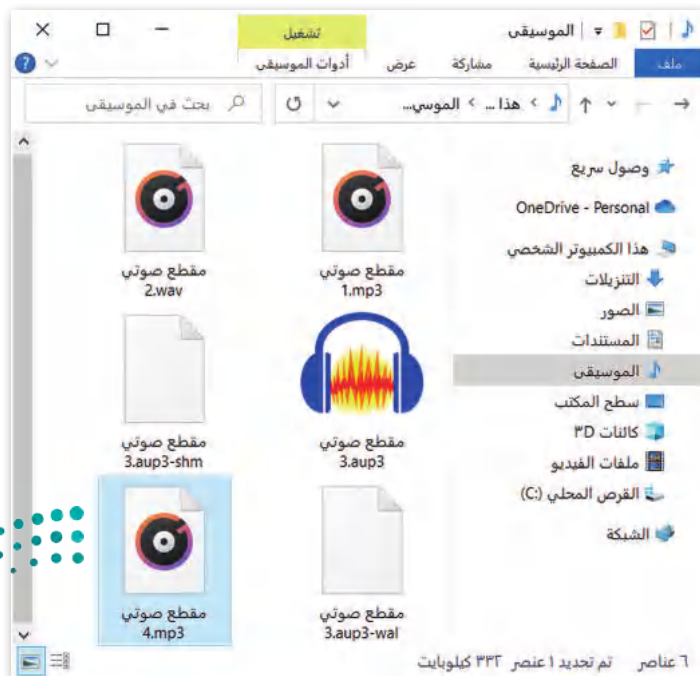 الموسيقى
تشغيل
ملف
الصفحة الرئيسية
مشاركة
عرض
أدوات الموسيقى
هذا ...
الموسي...
بحث في الموسيقى
وصول سريع
OneDrive - Personal
هذا الكمبيوتر الشخصي
التنزيلات
الصور
المستندات
الموسيقى
سطح المكتب
كائنات ٣D
ملفات الفيديو
القرص المحلي (C:)
الشبكة
مقطع صوتي
1.mp3
مقطع صوتي
2.wav
مقطع صوتي
3.aup3
مقطع صوتي
3.aup3-shm
مقطع صوتي
3.aup3-wal
مقطع صوتي
4.mp3
٦ عناصر
تم تحديد ١ عنصر ٣٣٢ كيلوبايت